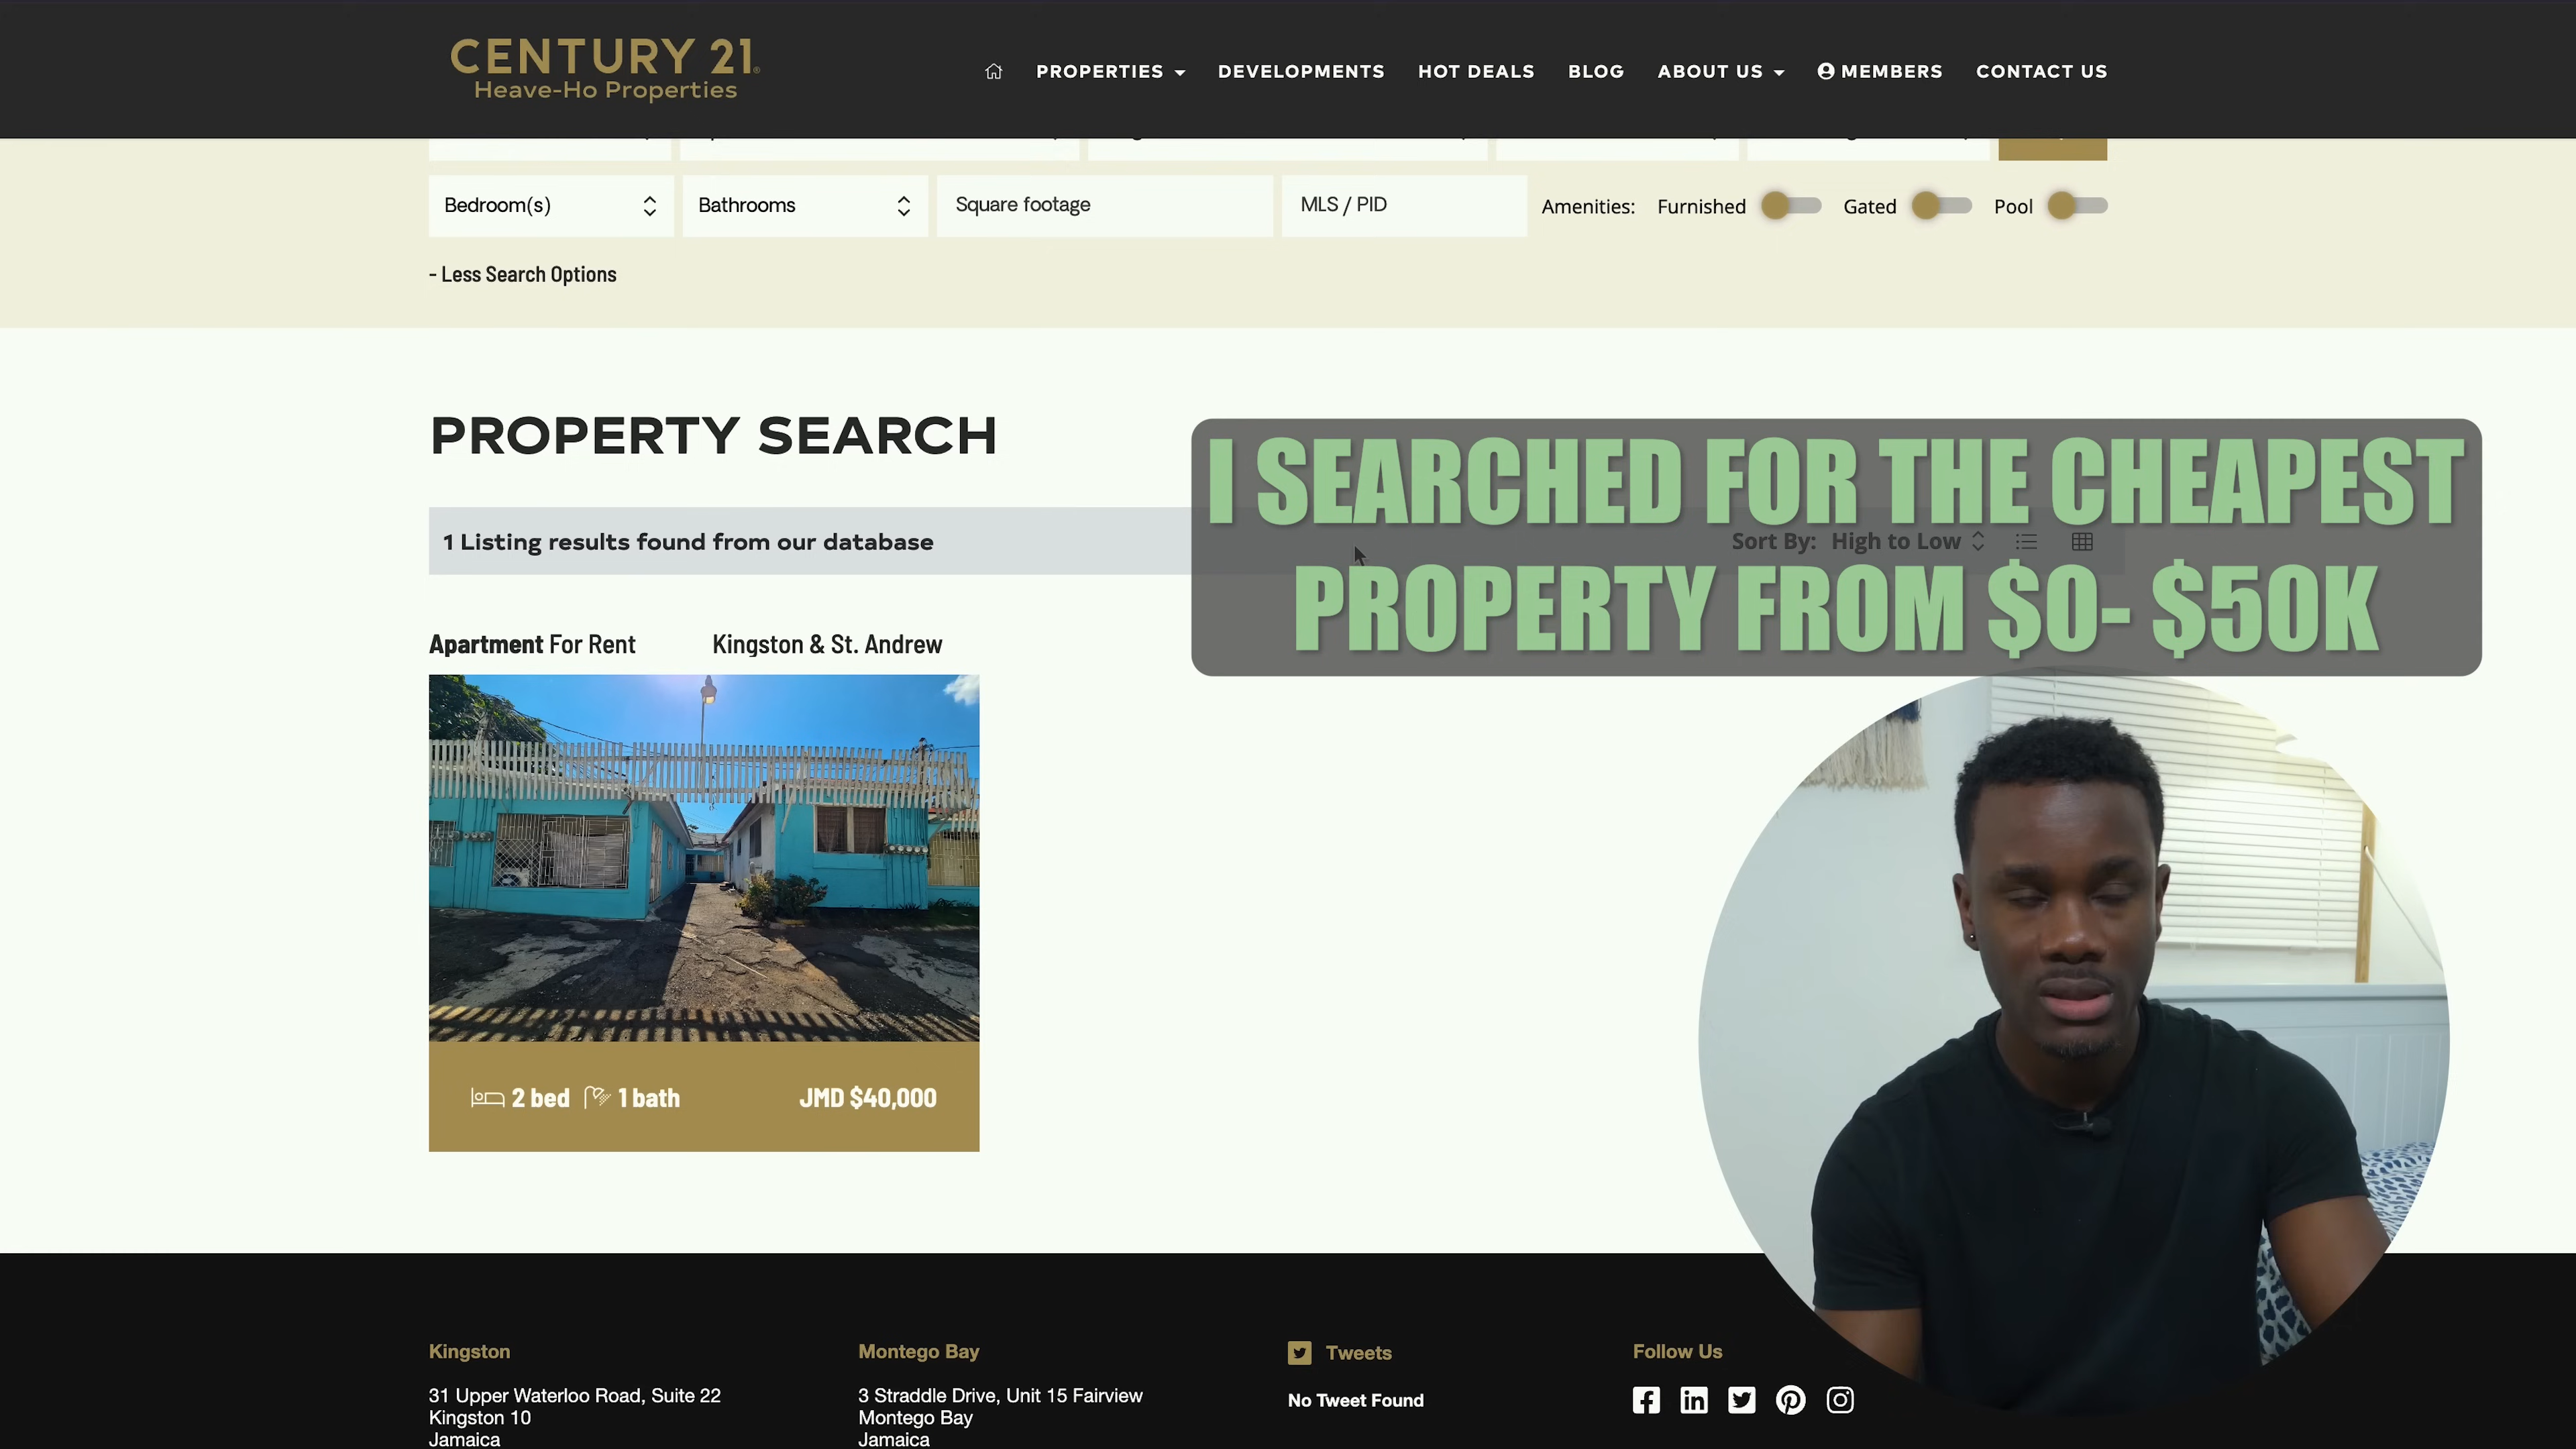 CENTURY 21
Heave-Ho Properties
PROPERTIES
DEVELOPMENTS
HOT DEALS
BLOG
ABOUT US
MEMBERS
CONTACT US
Bedroom(s)
Bathrooms
Square footage
MLS / PID
Amenities:
Furnished
Gated
Pool
- Less Search Options
PROPERTY SEARCH
I SEARCHED FOR THE CHEAPEST
PROPERTY FROM $0- $50K
1 Listing results found from our database
Sort By: High to Low
Apartment For Rent
Kingston & St. Andrew
2 bed
1 bath
JMD $40,000
Kingston
31 Upper Waterloo Road, Suite 22
Kingston 10
Jamaica
Montego Bay
3 Straddle Drive, Unit 15 Fairview
Montego Bay
Jamaica
Tweets
No Tweet Found
Follow Us